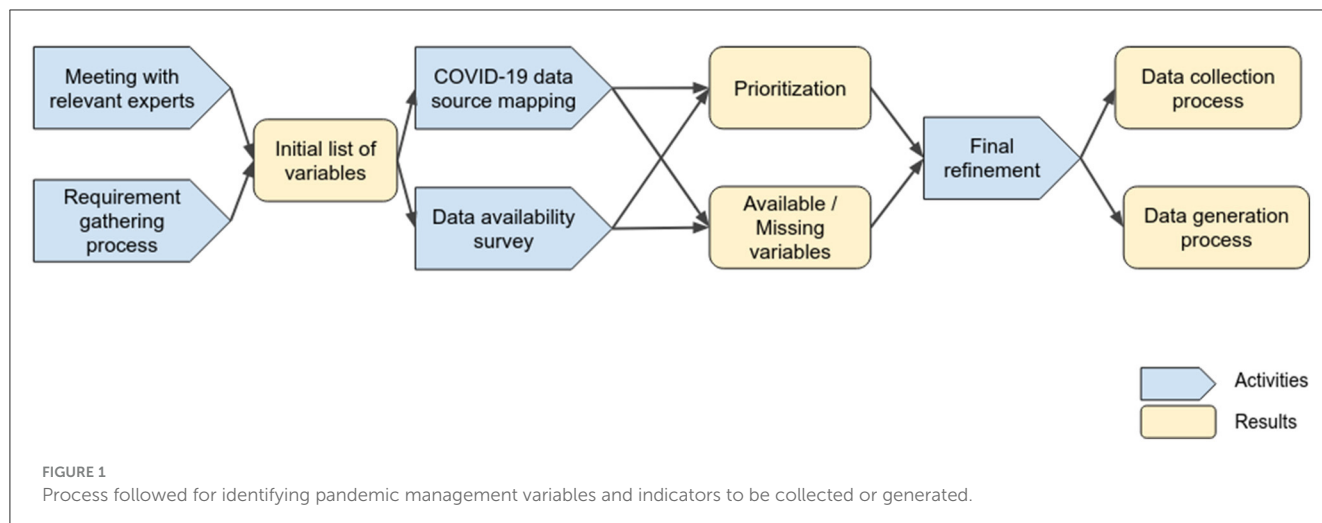 Meeting with
relevant experts
Requirement
gathering
process
Initial list of
variables
COVID-19 data
source mapping
Data availability
survey
Prioritization
Available /
Missing
variables
Final
refinement
Data collection
process
Data generation
process
Activities
Results
FIGURE 1
Process followed for identifying pandemic management variables and indicators to be collected or generated.